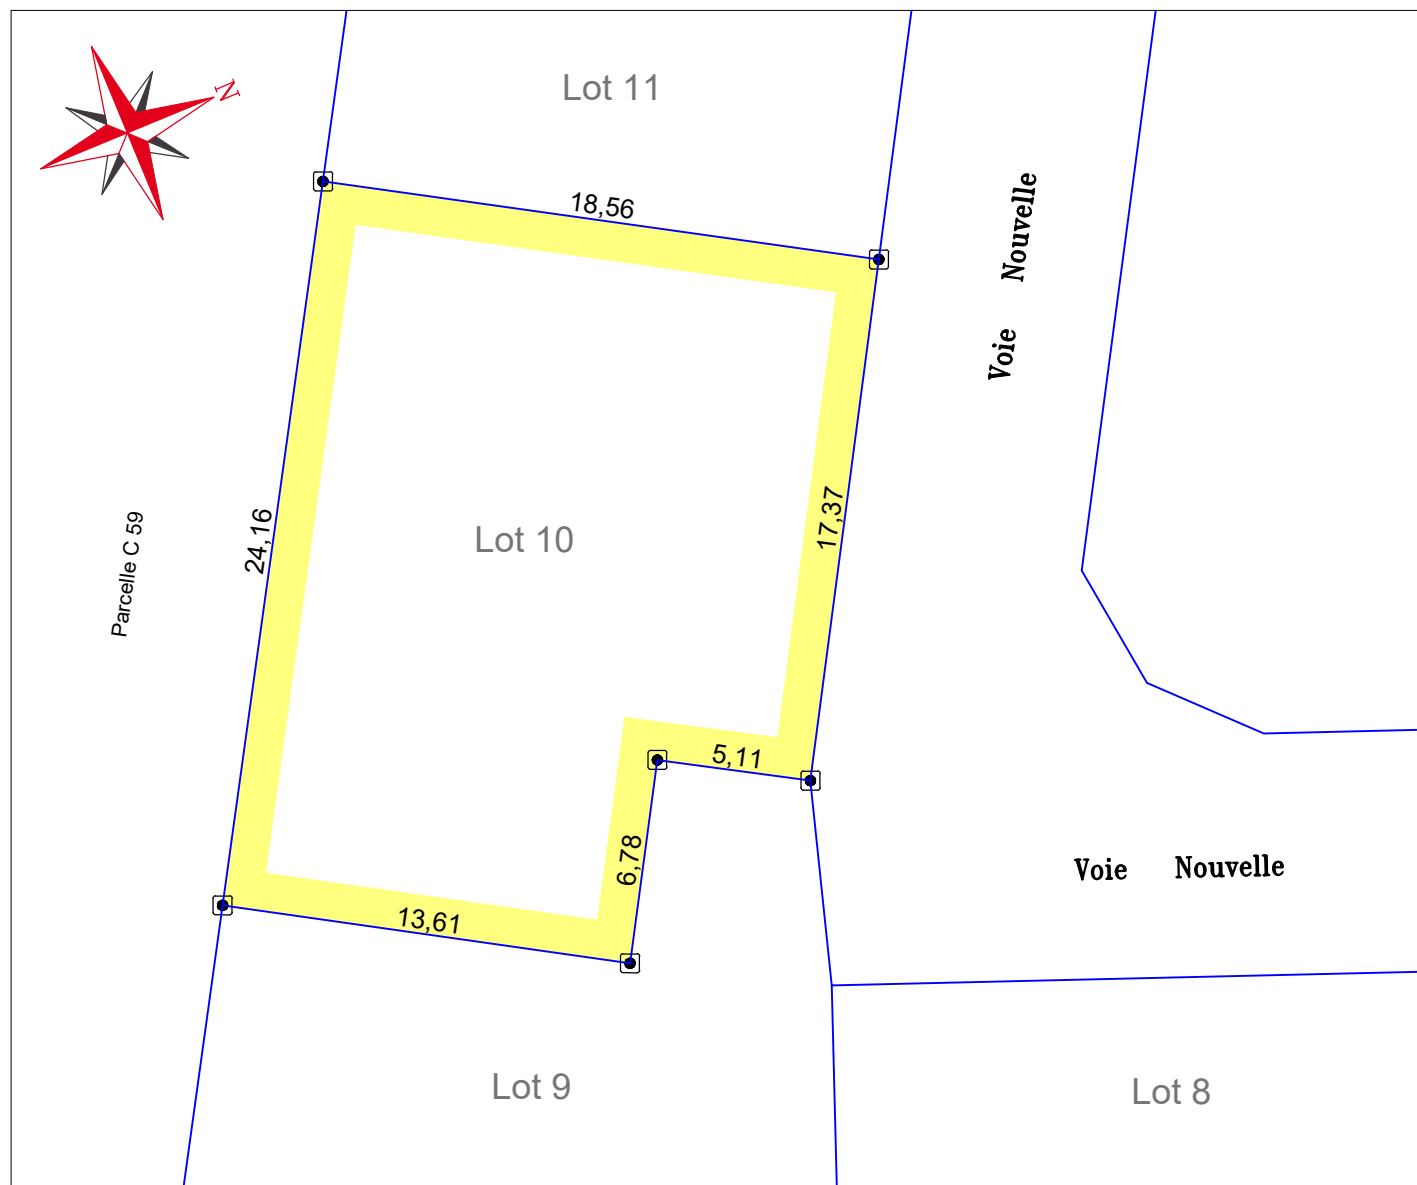 N
Lot 11
18,56
Voie Nouvelle
24,16
17,37
Parcelle C 59
Lot 10
5,11
6,78
Voie Nouvelle
13,61
Lot 9
Lot 8